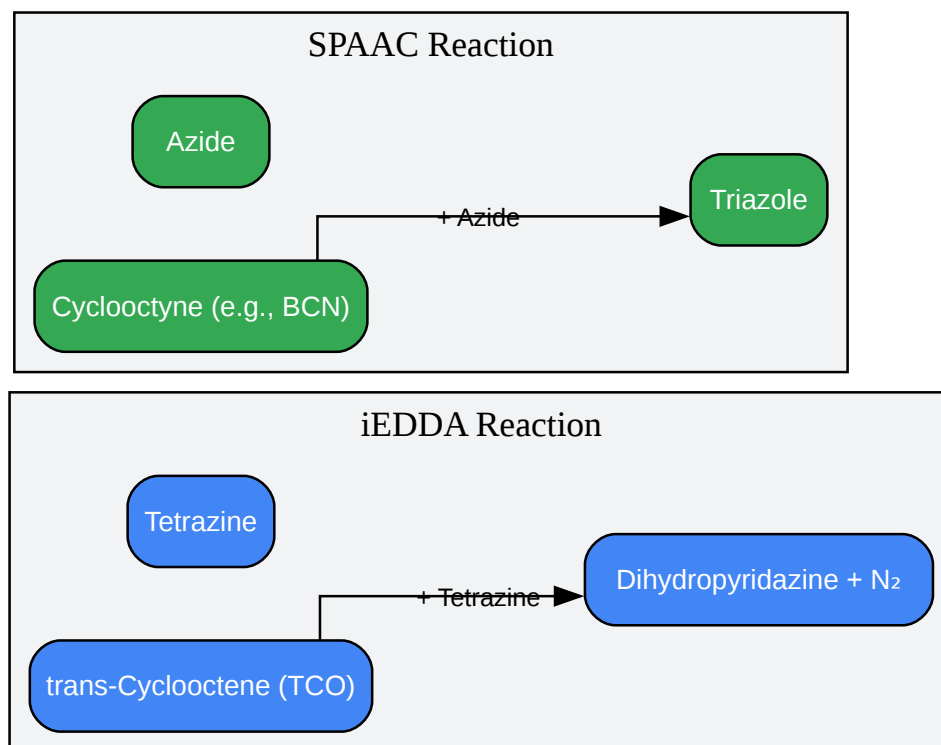 SPAAC Reaction
Azide
Triazole
+ Azide
Cyclooctyne (e.g., BCN)
iEDDA Reaction
Tetrazine
Dihydropyridazine + N₂
+ Tetrazine
trans-Cyclooctene (TCO)